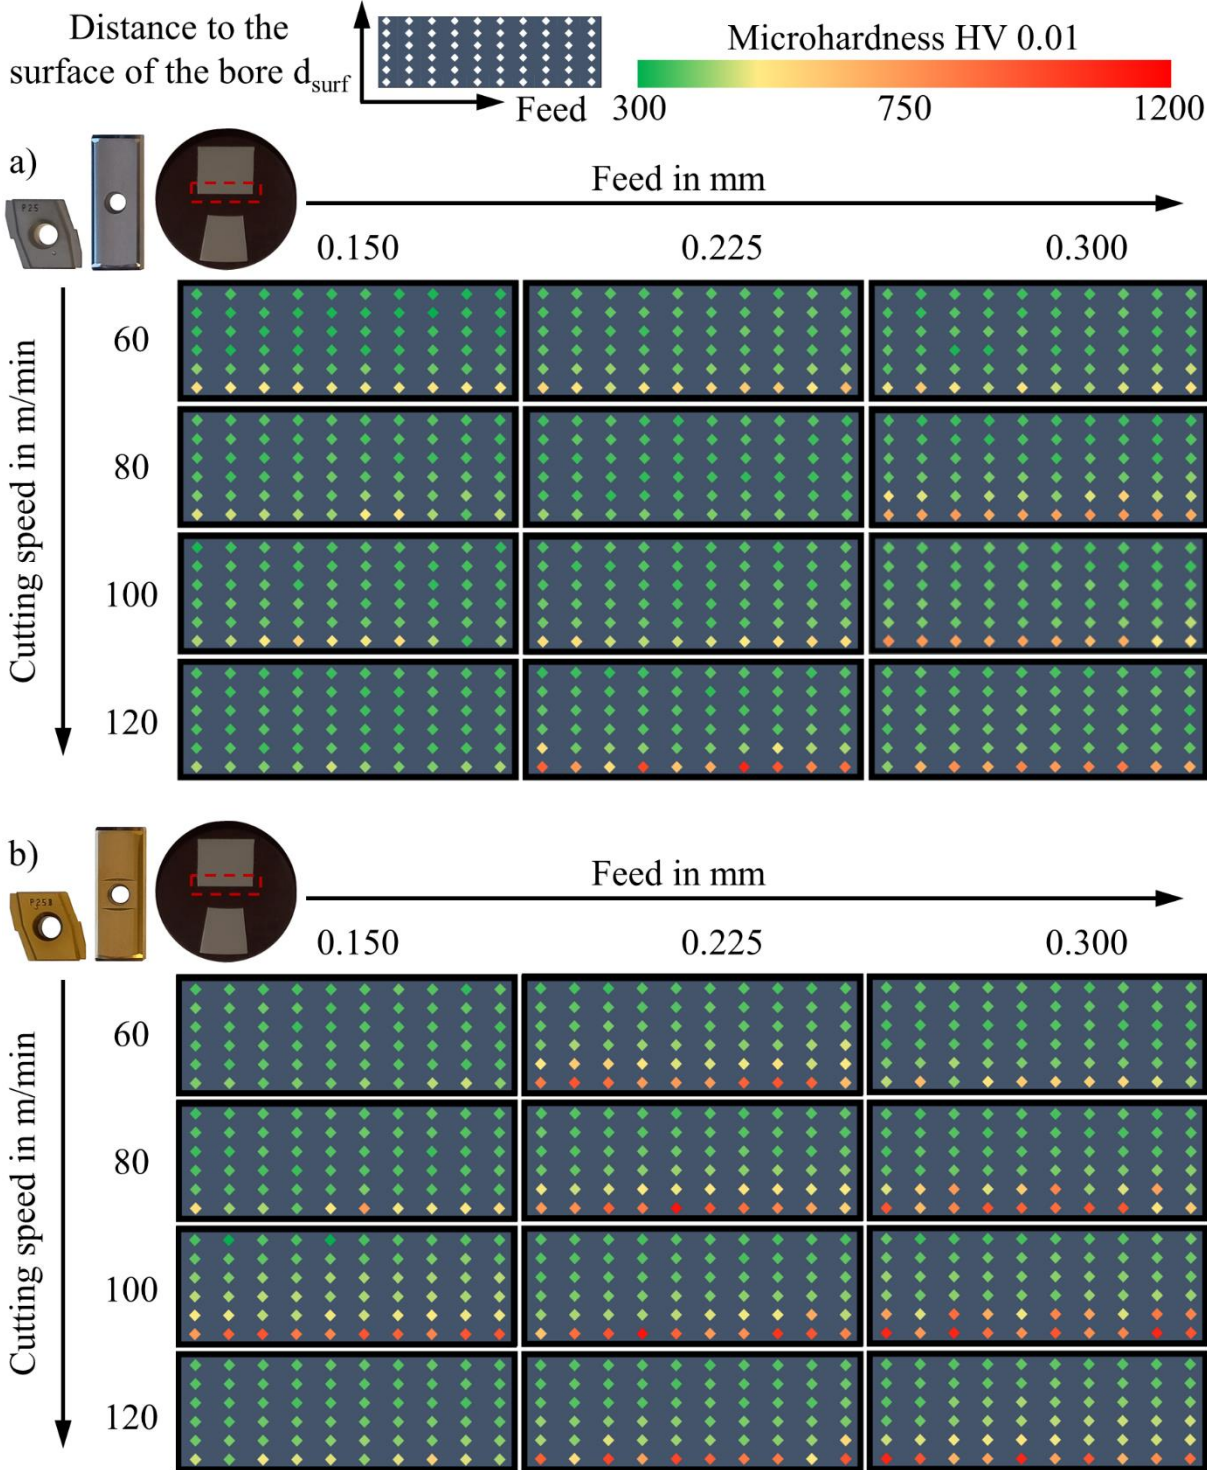 Distance to the
surface of the bore dsurf
Feed
Microhardness HV 0.01
300 750 1200
a)
P25
Feed in mm
0.150 0.225 0.300
Cutting speed in m/min
60
80
100
120
b)
Feed in mm
0.150 0.225 0.300
Cutting speed in m/min
60
80
100
120